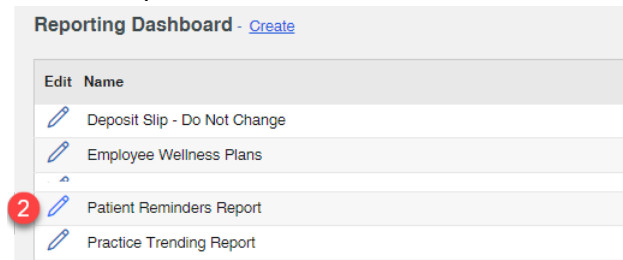 Reporting Dashboard - Create
Edit Name
Deposit Slip - Do Not Change
Employee Wellness Plans
2 Patient Reminders Report
Practice Trending Report